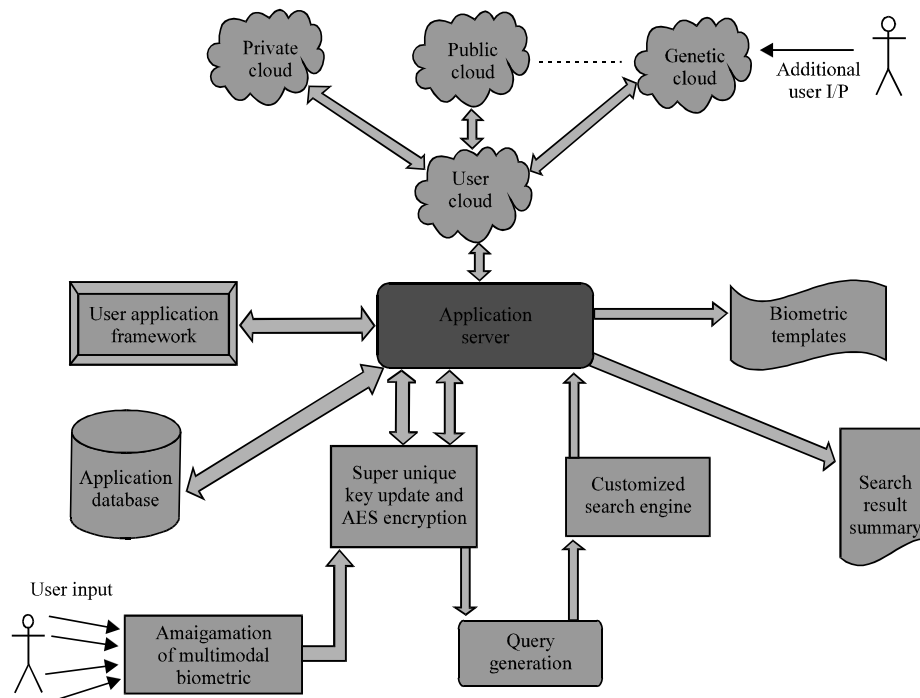 Private
cloud
Public
cloud
Genetic
cloud
Additional
user I/P
User
cloud
User application
framework
Application
server
Biometric
templates
Application
database
Super unique
key update and
AES encryption
Customized
search engine
Search
result
summary
User input
Amaigamation
of multimodal
biometric
Query
generation